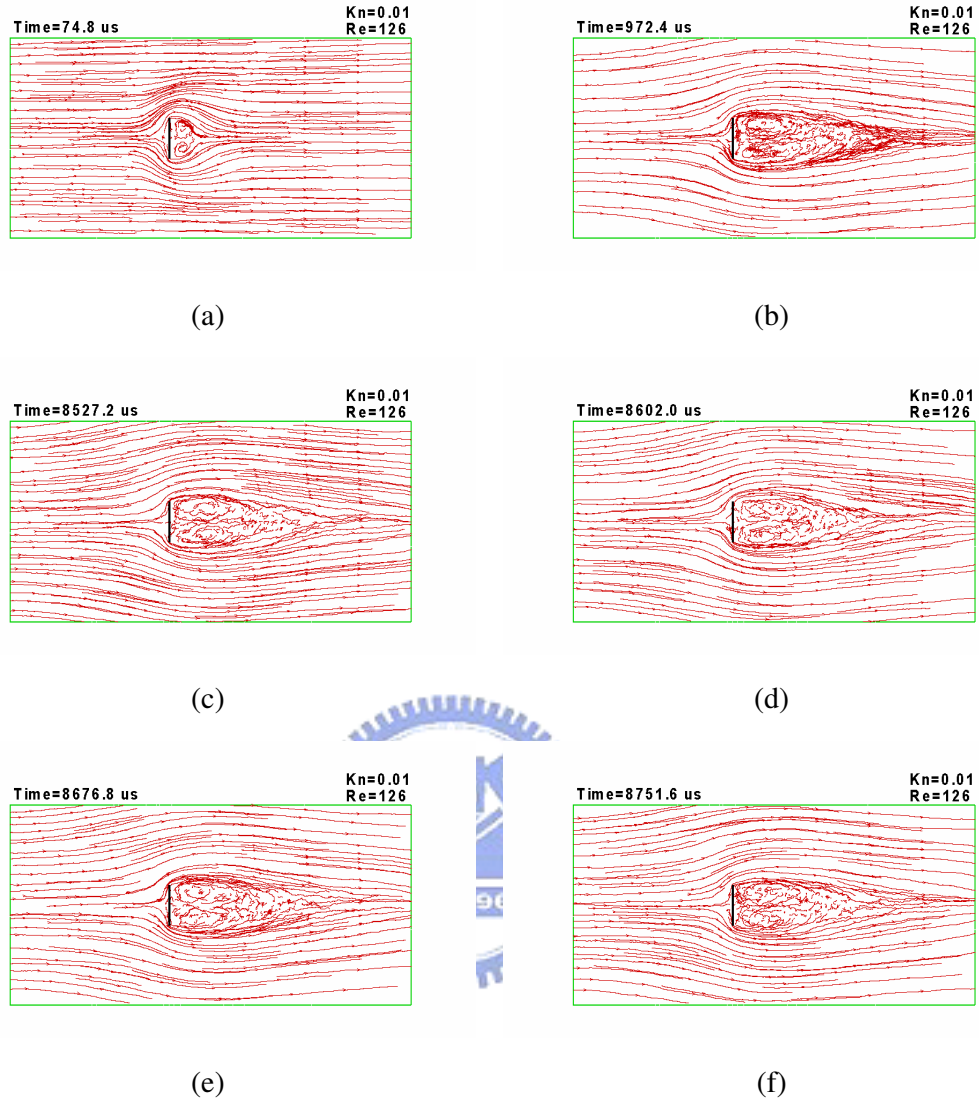 Time=74.8 us
Kn=0.01
Re=126
Time=972.4 us
Kn=0.01
Re=126
(a)
(b)
Time=8527.2 us
Kn=0.01
Re=126
Time=8602.0 us
Kn=0.01
Re=126
(c)
(d)
Time=8676.8 us
Kn=0.01
Re=126
Time=8751.6 us
Kn=0.01
Re=126
(e)
(f)